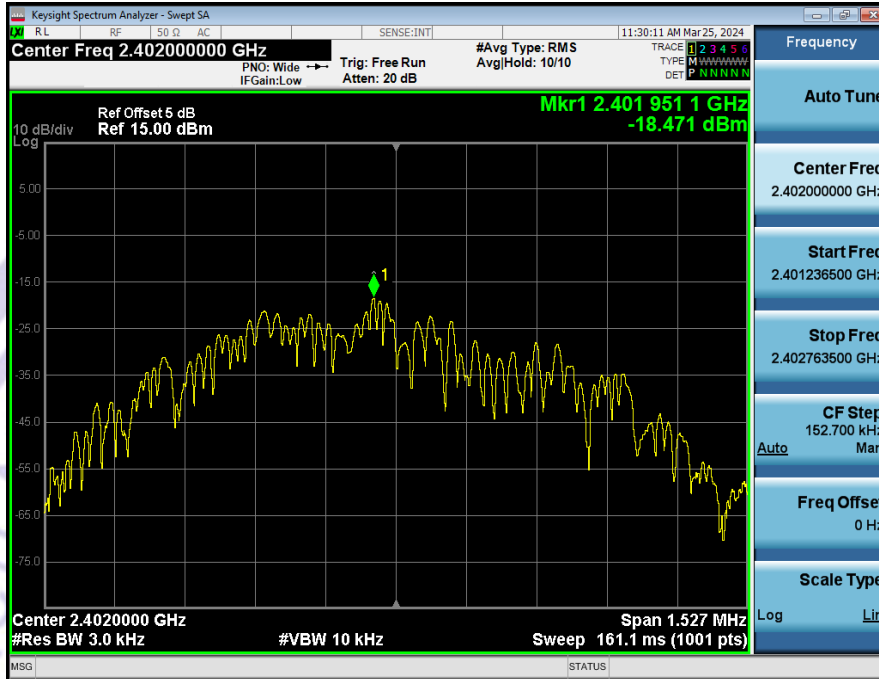 Keysight Spectrum Analyzer - Swept SA
LXI RL RF 50 Ω AC SENSE:INT 11:30:11 AM Mar 25, 2024
Center Freq 2.402000000 GHz
#Avg Type: RMS
TRACE 1 2 3 4 5 6
PNO: Wide
Trig: Free Run
Avg|Hold: 10/10
TYPE M WWWWW
IFGain:Low
Atten: 20 dB
DET P N N N N N
Mkr1 2.401 951 1 GHz
-18.471 dBm
Ref Offset 5 dB
10 dB/div Ref 15.00 dBm
Log
5.00
-5.00
1
-15.0
-25.0
-35.0
-45.0
-55.0
-65.0
-75.0
Center 2.4020000 GHz
Span 1.527 MHz
#Res BW 3.0 kHz
#VBW 10 kHz
Sweep 161.1 ms (1001 pts)
MSG
STATUS
Frequency
Auto Tune
Center Freq
2.402000000 GHz
Start Freq
2.401236500 GHz
Stop Freq
2.402763500 GHz
CF Step
152.700 kHz
Auto Man
Freq Offset
0 Hz
Scale Type
Log Lin